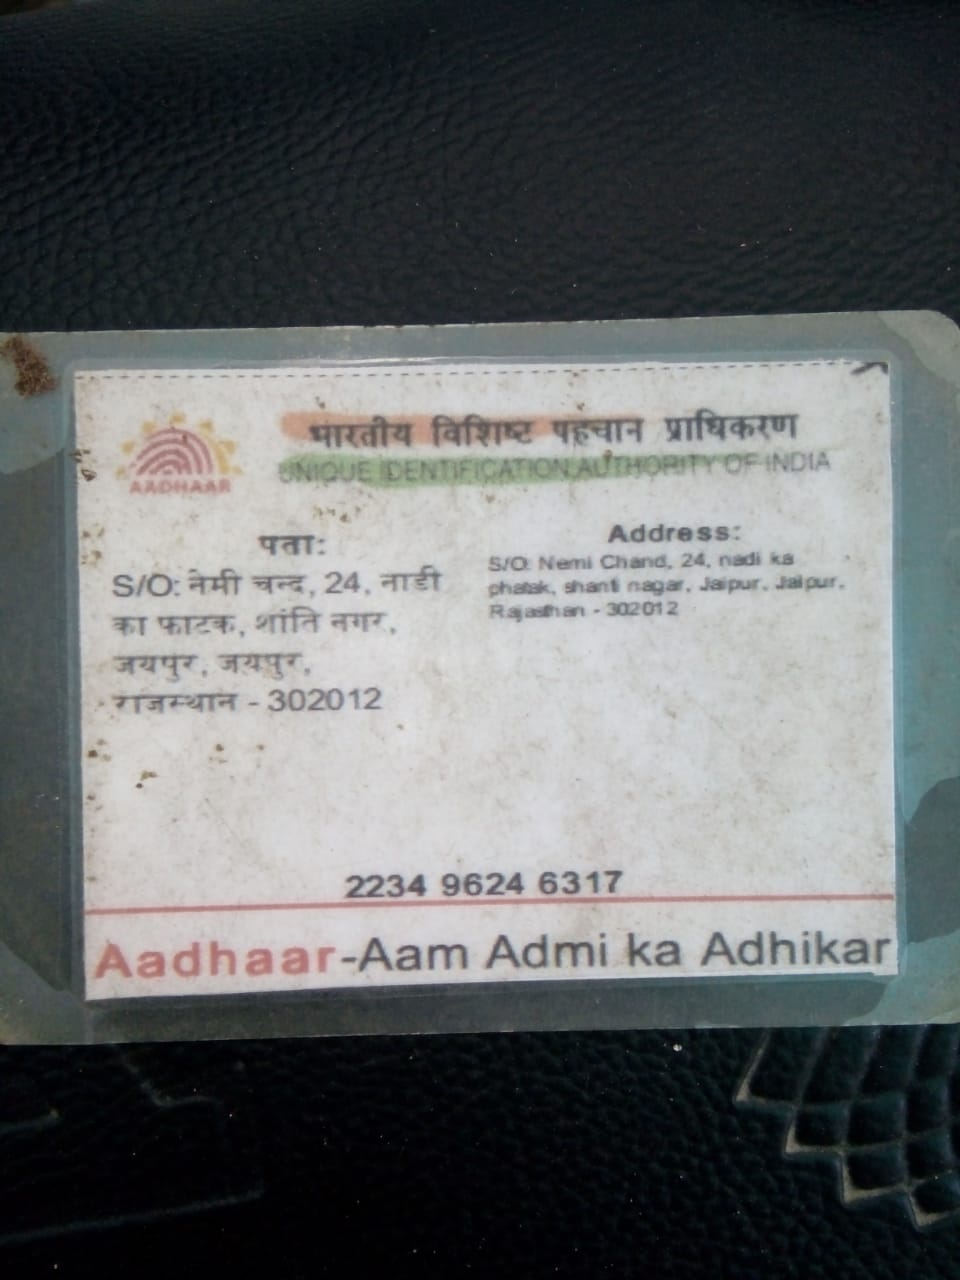 भारतीय विशिष्ट पहचान प्राधिकरण
UNIQUE IDENTIFICATION AUTHORITY OF INDIA
AADHAAR
पता:
S/O: नेमी चन्द, 24, नाडी
का फाटक, शांति नगर,
जयपुर, जयपुर,
राजस्थान - 302012
Address:
S/O: Nemi Chand, 24, nadi ka
phatak, shanti nagar, Jaipur, Jaipur,
Rajasthan - 302012
2234 9624 6317
Aadhaar-Aam Admi ka Adhikar